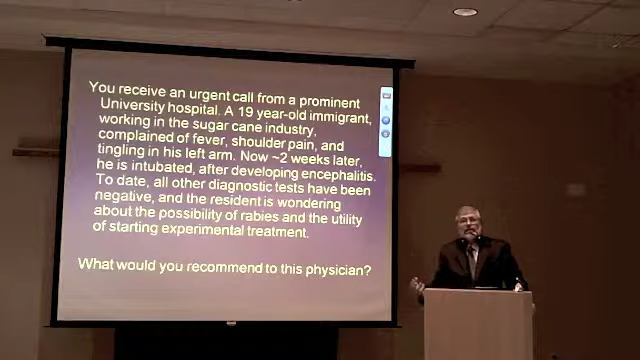 You receive an urgent call from a prominent
University hospital. A 19 year-old immigrant,
working in the sugar cane industry,
complained of fever, shoulder pain, and
tingling in his left arm. Now ~2 weeks later,
he is intubated, after developing encephalitis.
To date, all other diagnostic tests have been
negative, and the resident is wondering
about the possibility of rabies and the utility
of starting experimental treatment.
What would you recommend to this physician?